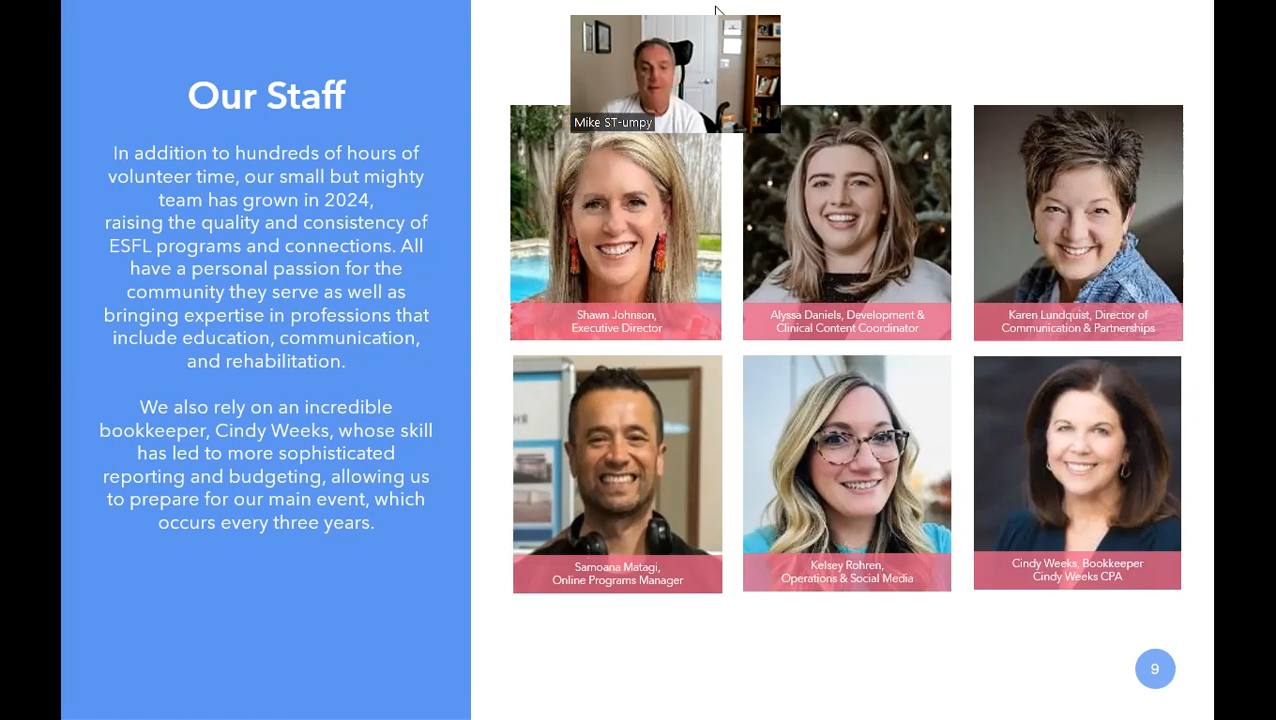 Our Staff
In addition to hundreds of hours of
volunteer time, our small but mighty
team has grown in 2024,
raising the quality and consistency of
ESFL programs and connections. All
have a personal passion for the
community they serve as well as
bringing expertise in professions that
include education, communication,
and rehabilitation.
We also rely on an incredible
bookkeeper, Cindy Weeks, whose skill
has led to more sophisticated
reporting and budgeting, allowing us
to prepare for our main event, which
occurs every three years.
Mike ST-umpy
Shawn Johnson,
Executive Director
Alyssa Daniels, Development &
Clinical Content Coordinator
Karen Lundquist, Director of
Communication & Partnerships
Samoana Matagi,
Online Programs Manager
Kelsey Rohren,
Operations & Social Media
Cindy Weeks, Bookkeeper
Cindy Weeks CPA
9